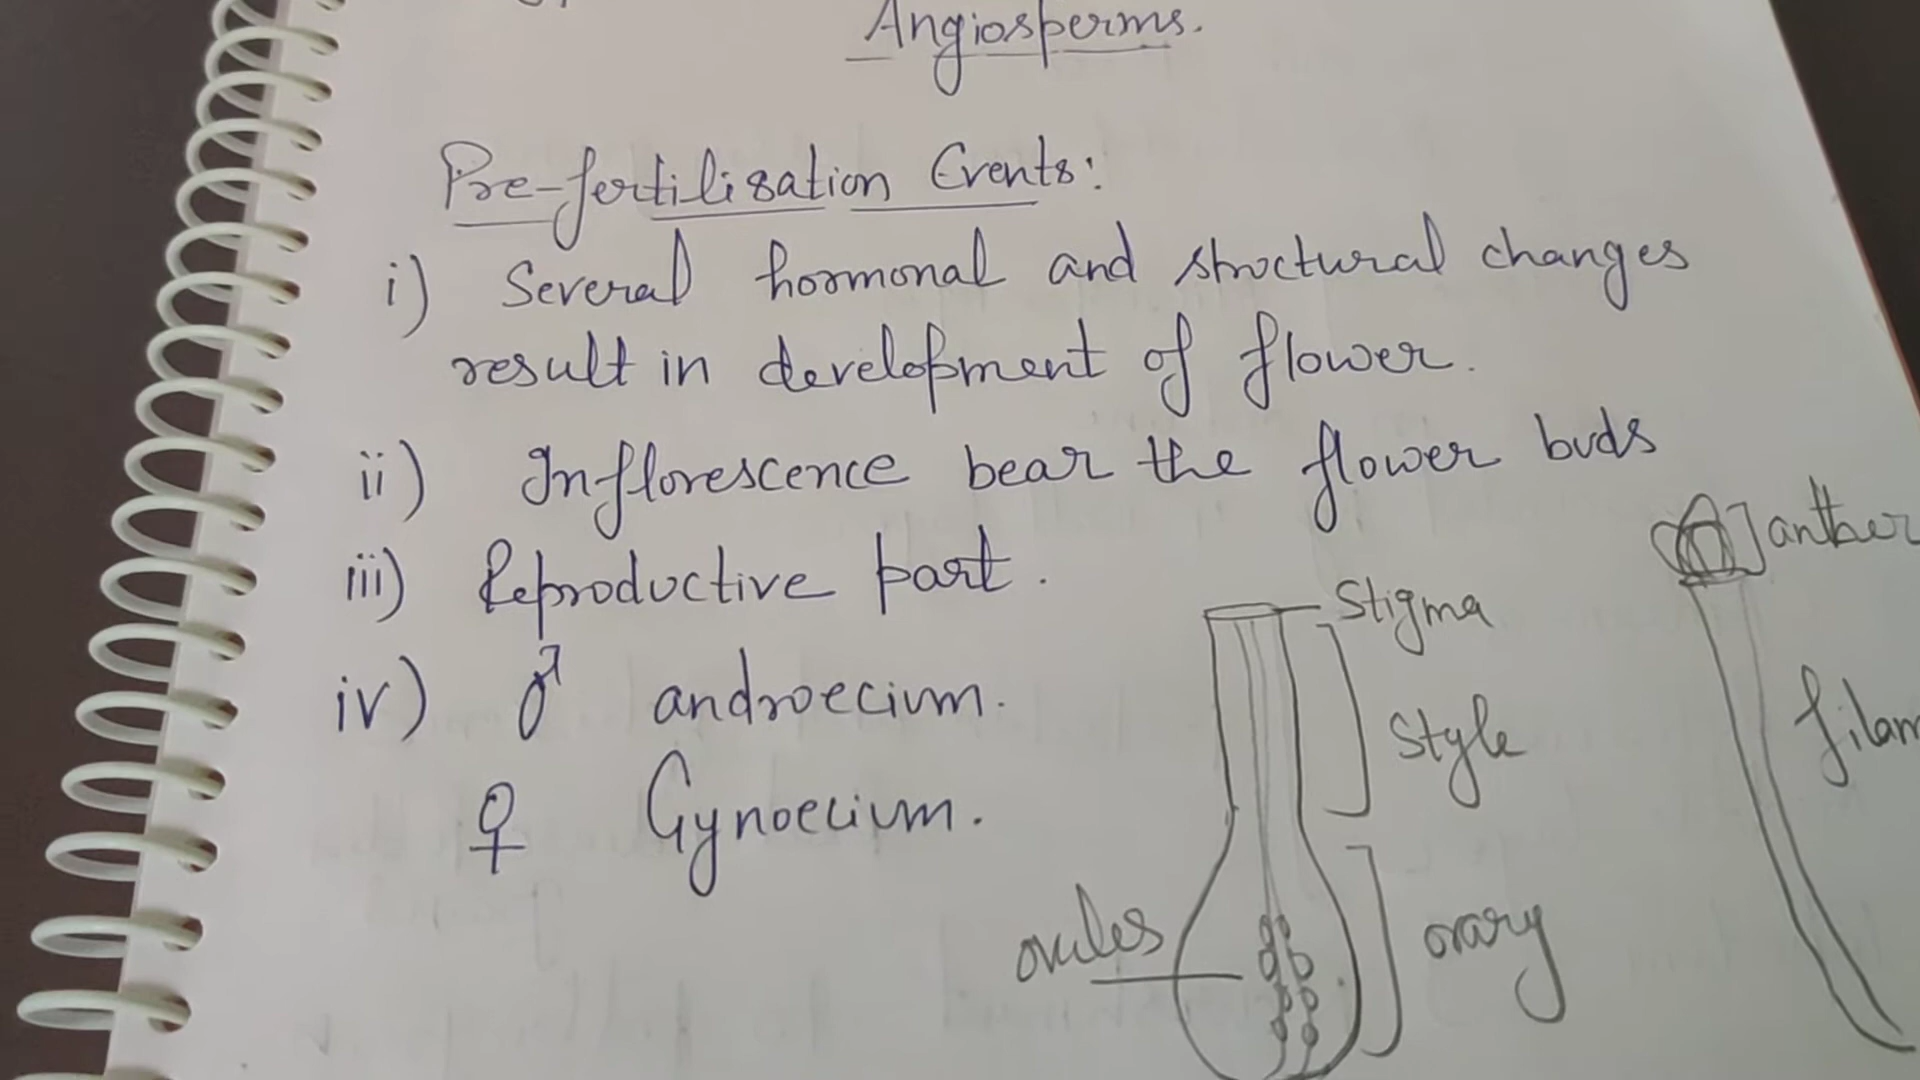 Angiosperms.
Pre-fertilisation Events:
i) Several hormonal and structural changes
result in development of flower.
ii) Inflorescence bear the flower buds
iii) Reproductive part.
iv) ♂ androecium.
♀ Gynoecium.
anther
Stigma
filam
Style
ovules
ovary